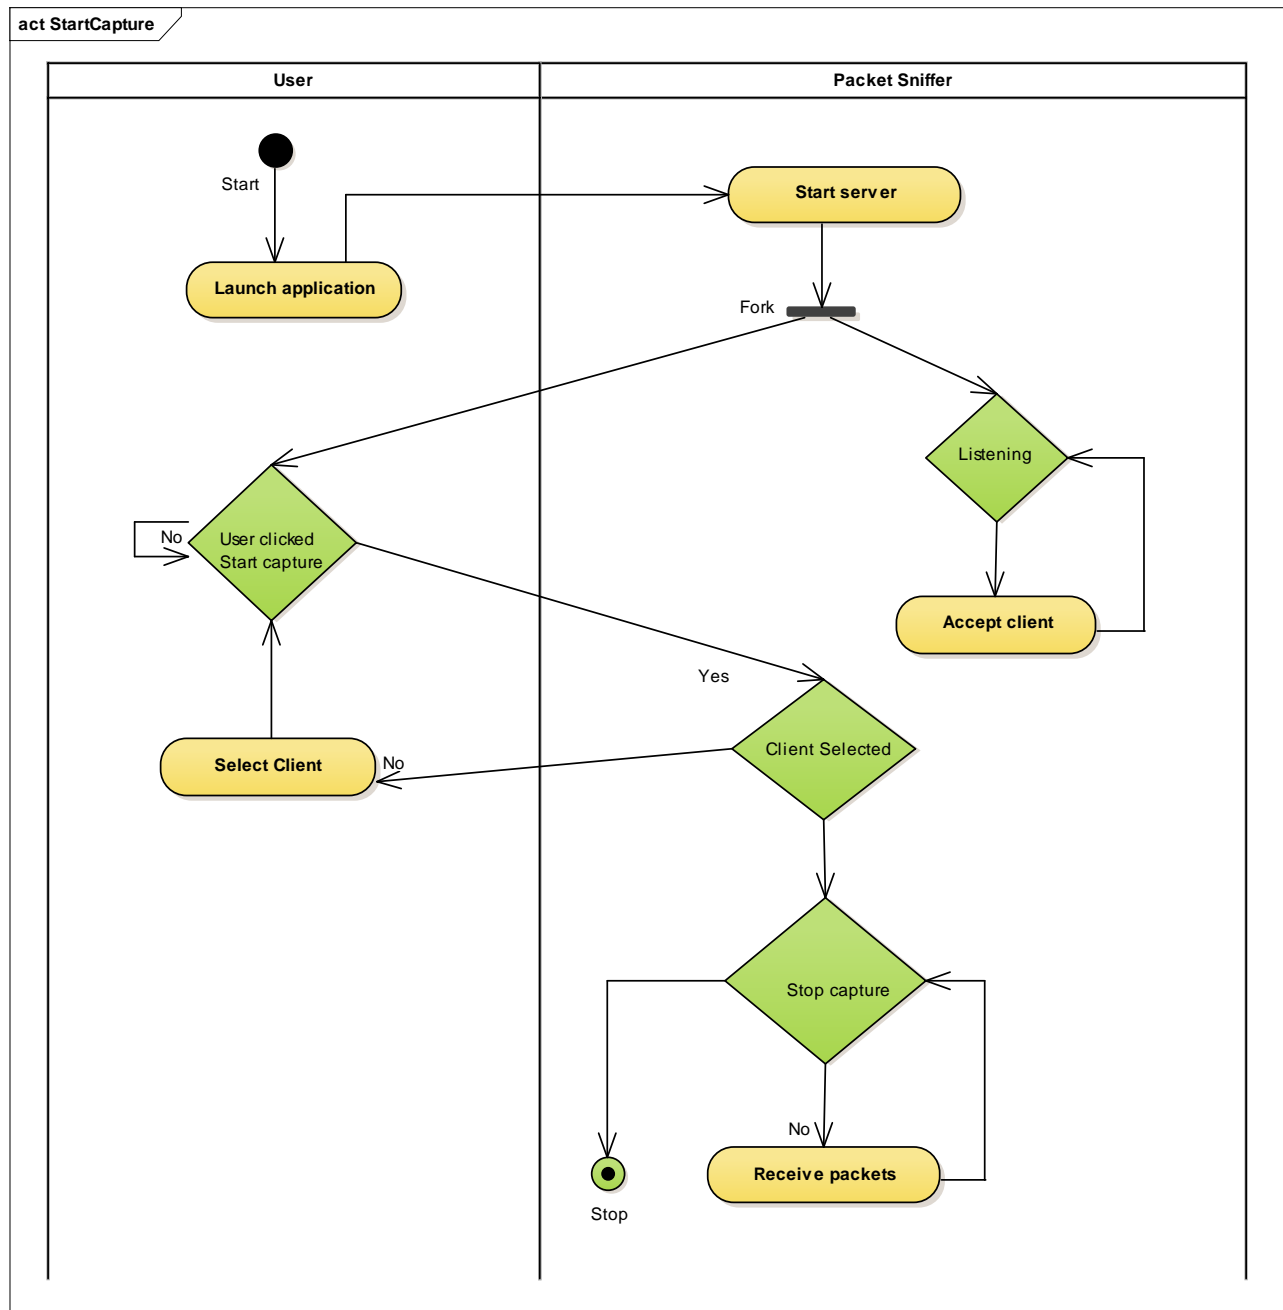 act StartCapture
User
Packet Sniffer
Start
Start server
Launch application
Fork
Listening
No
User clicked
Start capture
Accept client
Yes
Client Selected
Select Client
No
Stop capture
No
Receive packets
Stop